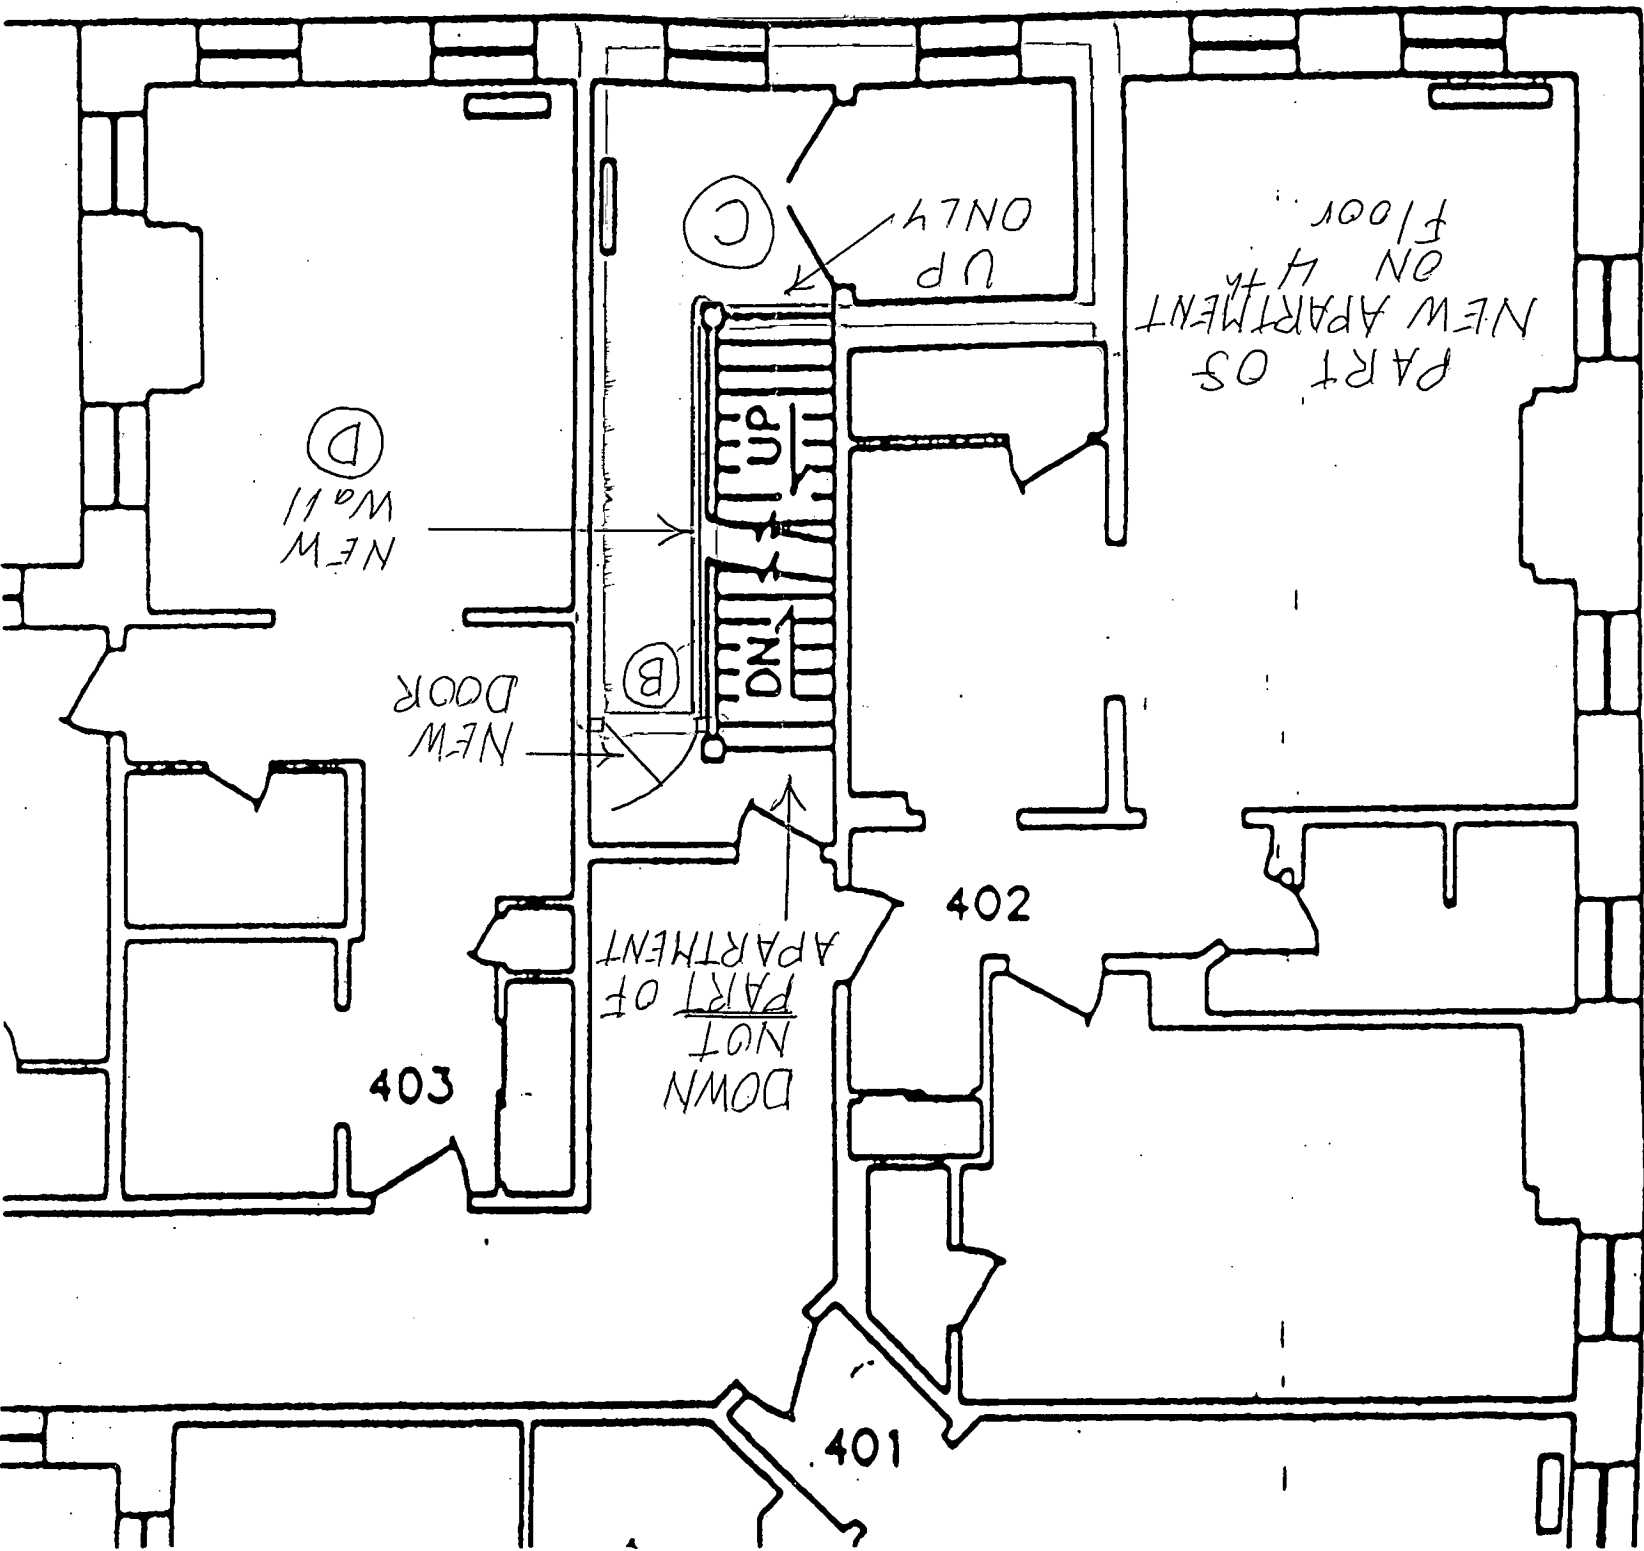 C
UP
ONLY
PART OF
NEW APARTMENT
ON 4th
Floor
D
NEW
Wall
UP
DN
B
NEW
DOOR
402
DOWN
NOT
PART OF
APARTMENT
403
401